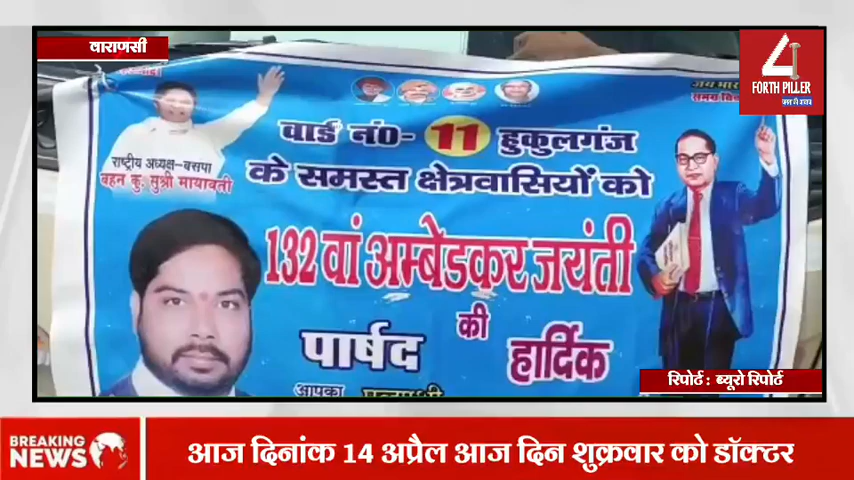 वाराणसी
4
FORTH PILLER
राष्ट्रीय अध्यक्ष-बसपा
बहन कु. सुश्री मायावती
वार्ड नं0- 11 हुकुलगंज
के समस्त क्षेत्रवासियों को
132 वां अम्बेडकर जयंती
की
पार्षद
हार्दिक
आपका
रिपोर्ट : ब्यूरो रिपोर्ट
BREAKING
NEWS
आज दिनांक 14 अप्रैल आज दिन शुक्रवार को डॉक्टर